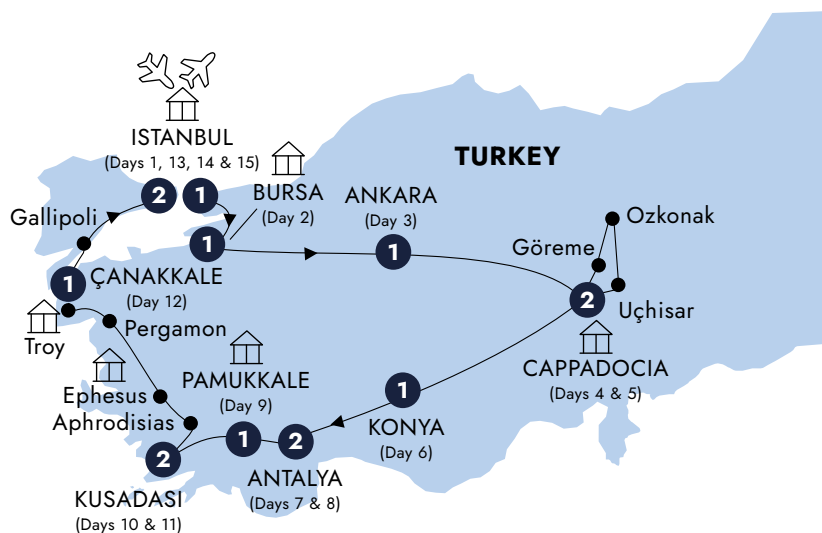 ISTANBUL
(Days 1, 13, 14 & 15)
TURKEY
2
1
BURSA
(Day 2)
ANKARA
(Day 3)
Gallipoli
1
1
Ozkonak
Göreme
ÇANAKKALE
(Day 12)
1
2
Uçhisar
Troy
Pergamon
CAPPADOCIA
(Days 4 & 5)
PAMUKKALE
(Day 9)
Ephesus
Aphrodisias
1
KONYA
(Day 6)
2
1
2
ANTALYA
(Days 7 & 8)
KUSADASI
(Days 10 & 11)